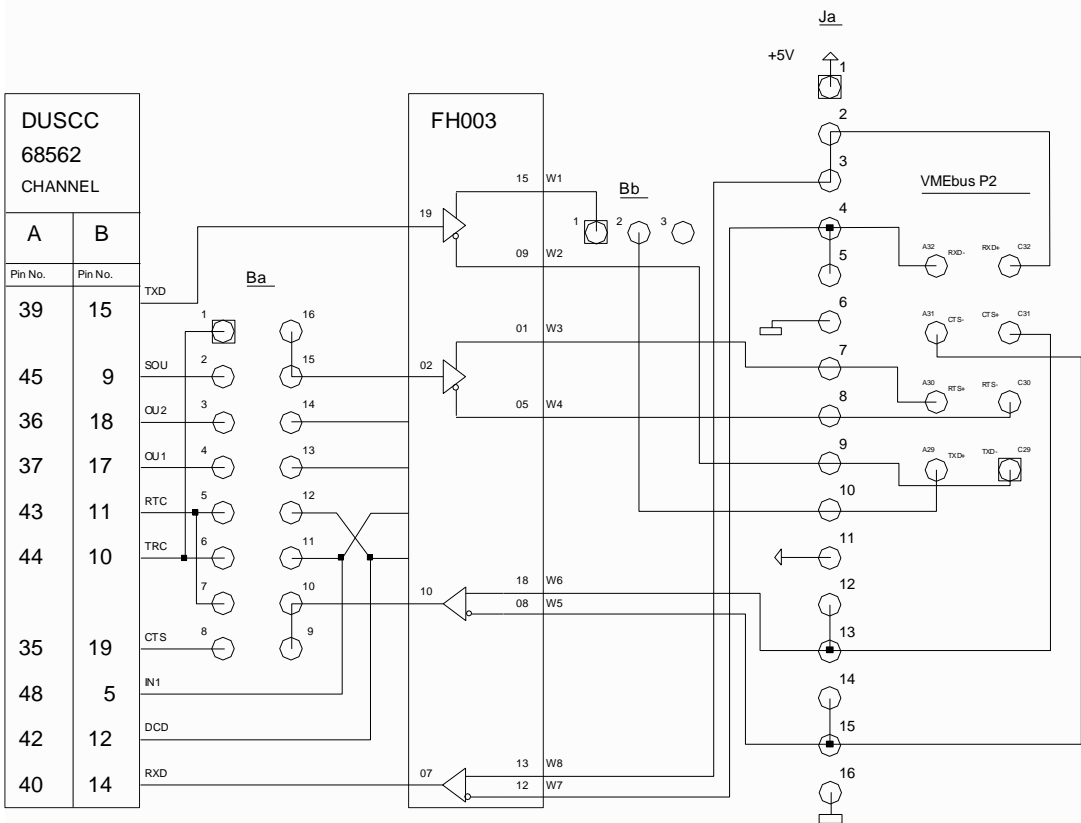 Ja
+5V
1
DUSCC
68562
CHANNEL
FH003
2
3
15 W1
Bb
VMEbus P2
19
4
1 2 3
A B
09 W2
5
A32 RXD- RXD+ C32
Pin No. Pin No.
Ba
TXD
39 15
6
1 16
01 W3
A31 CTS- CTS+ C31
7
SOU
2 15
02
45 9
A30 RTS+ RTS- C30
8
OU2
3 14
05 W4
36 18
9
OU1
4 13
A29 TXD+ TXD- C29
37 17
10
RTC
5 12
43 11
11
TRC
6 11
44 10
12
7 10
10
18 W6
08 W5
13
CTS
8 9
35 19
14
IN1
48 5
15
DCD
42 12
13 W8
16
RXD
07
12 W7
40 14